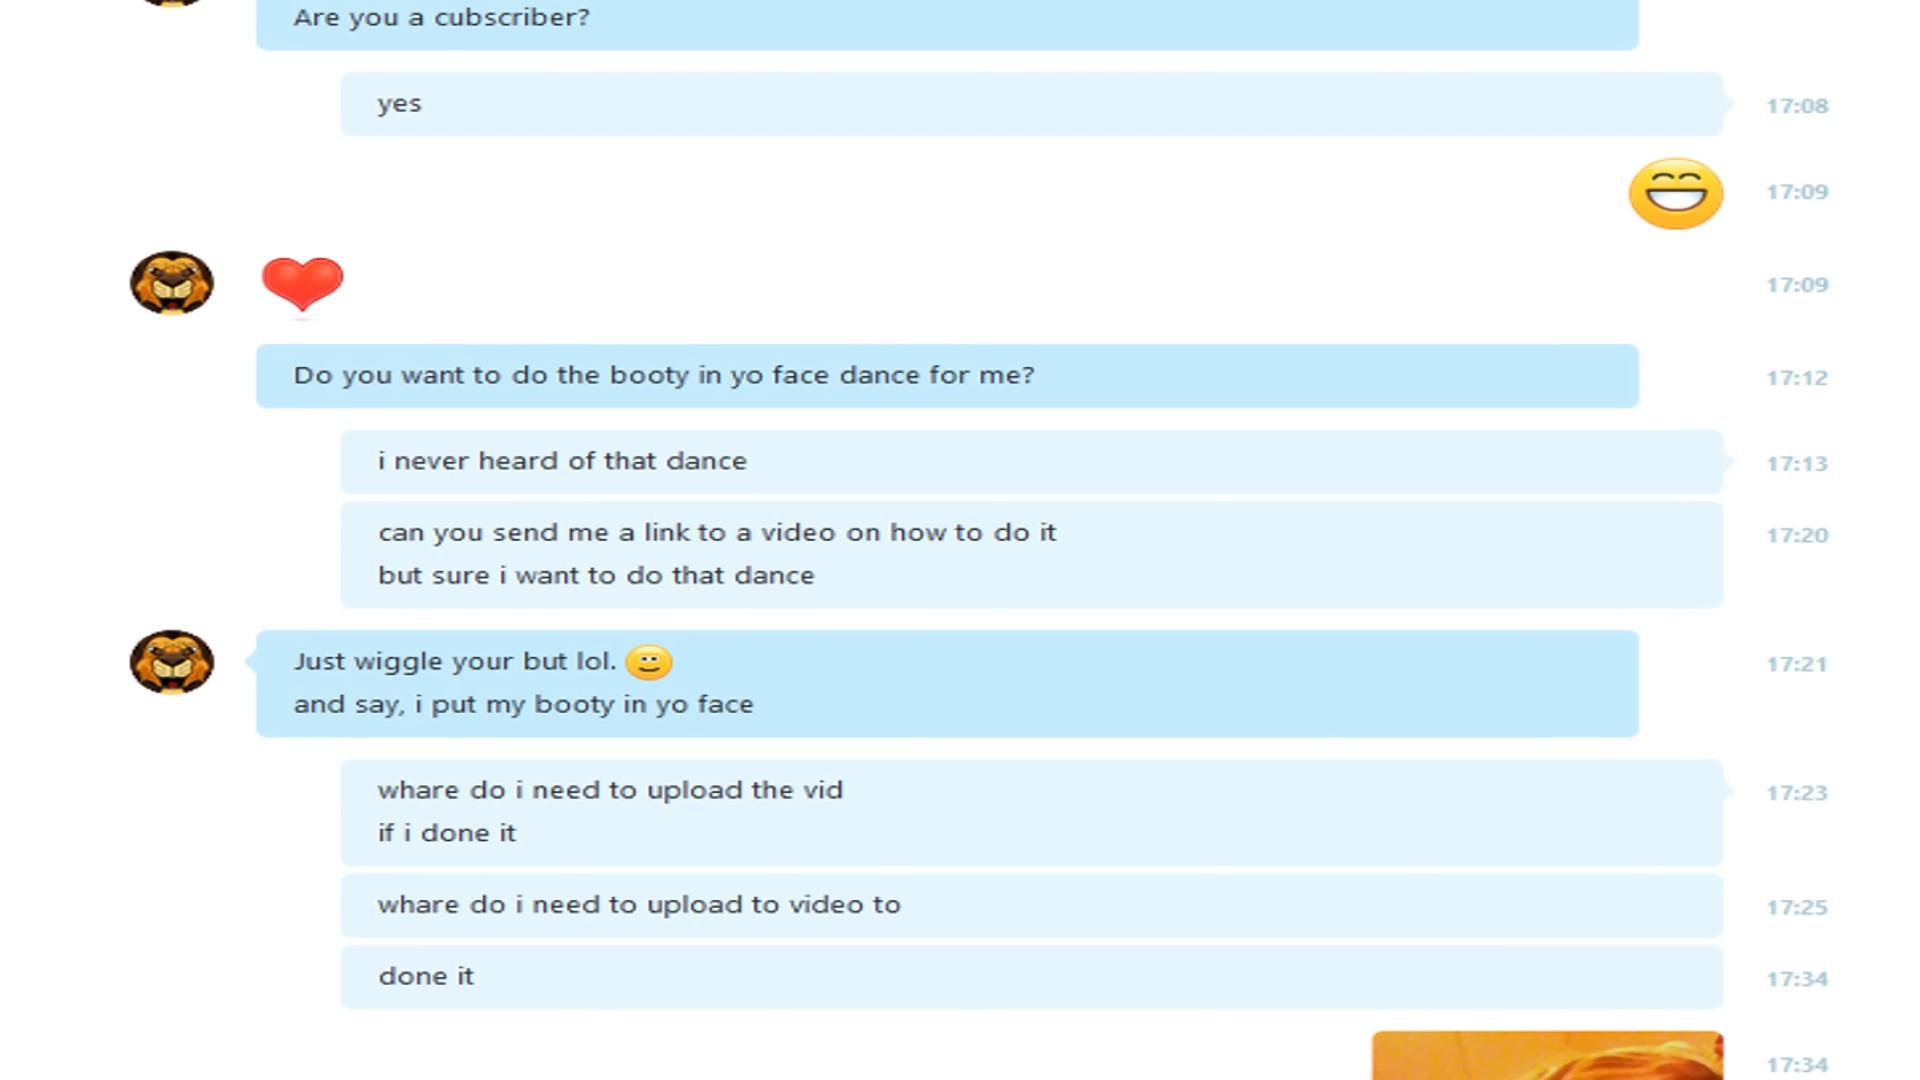 Are you a cubscriber?
yes
17:08
17:09
17:09
Do you want to do the booty in yo face dance for me?
17:12
i never heard of that dance
17:13
can you send me a link to a video on how to do it
17:20
but sure i want to do that dance
Just wiggle your but lol.
17:21
and say, i put my booty in yo face
whare do i need to upload the vid
17:23
if i done it
whare do i need to upload to video to
17:25
done it
17:34
17:34